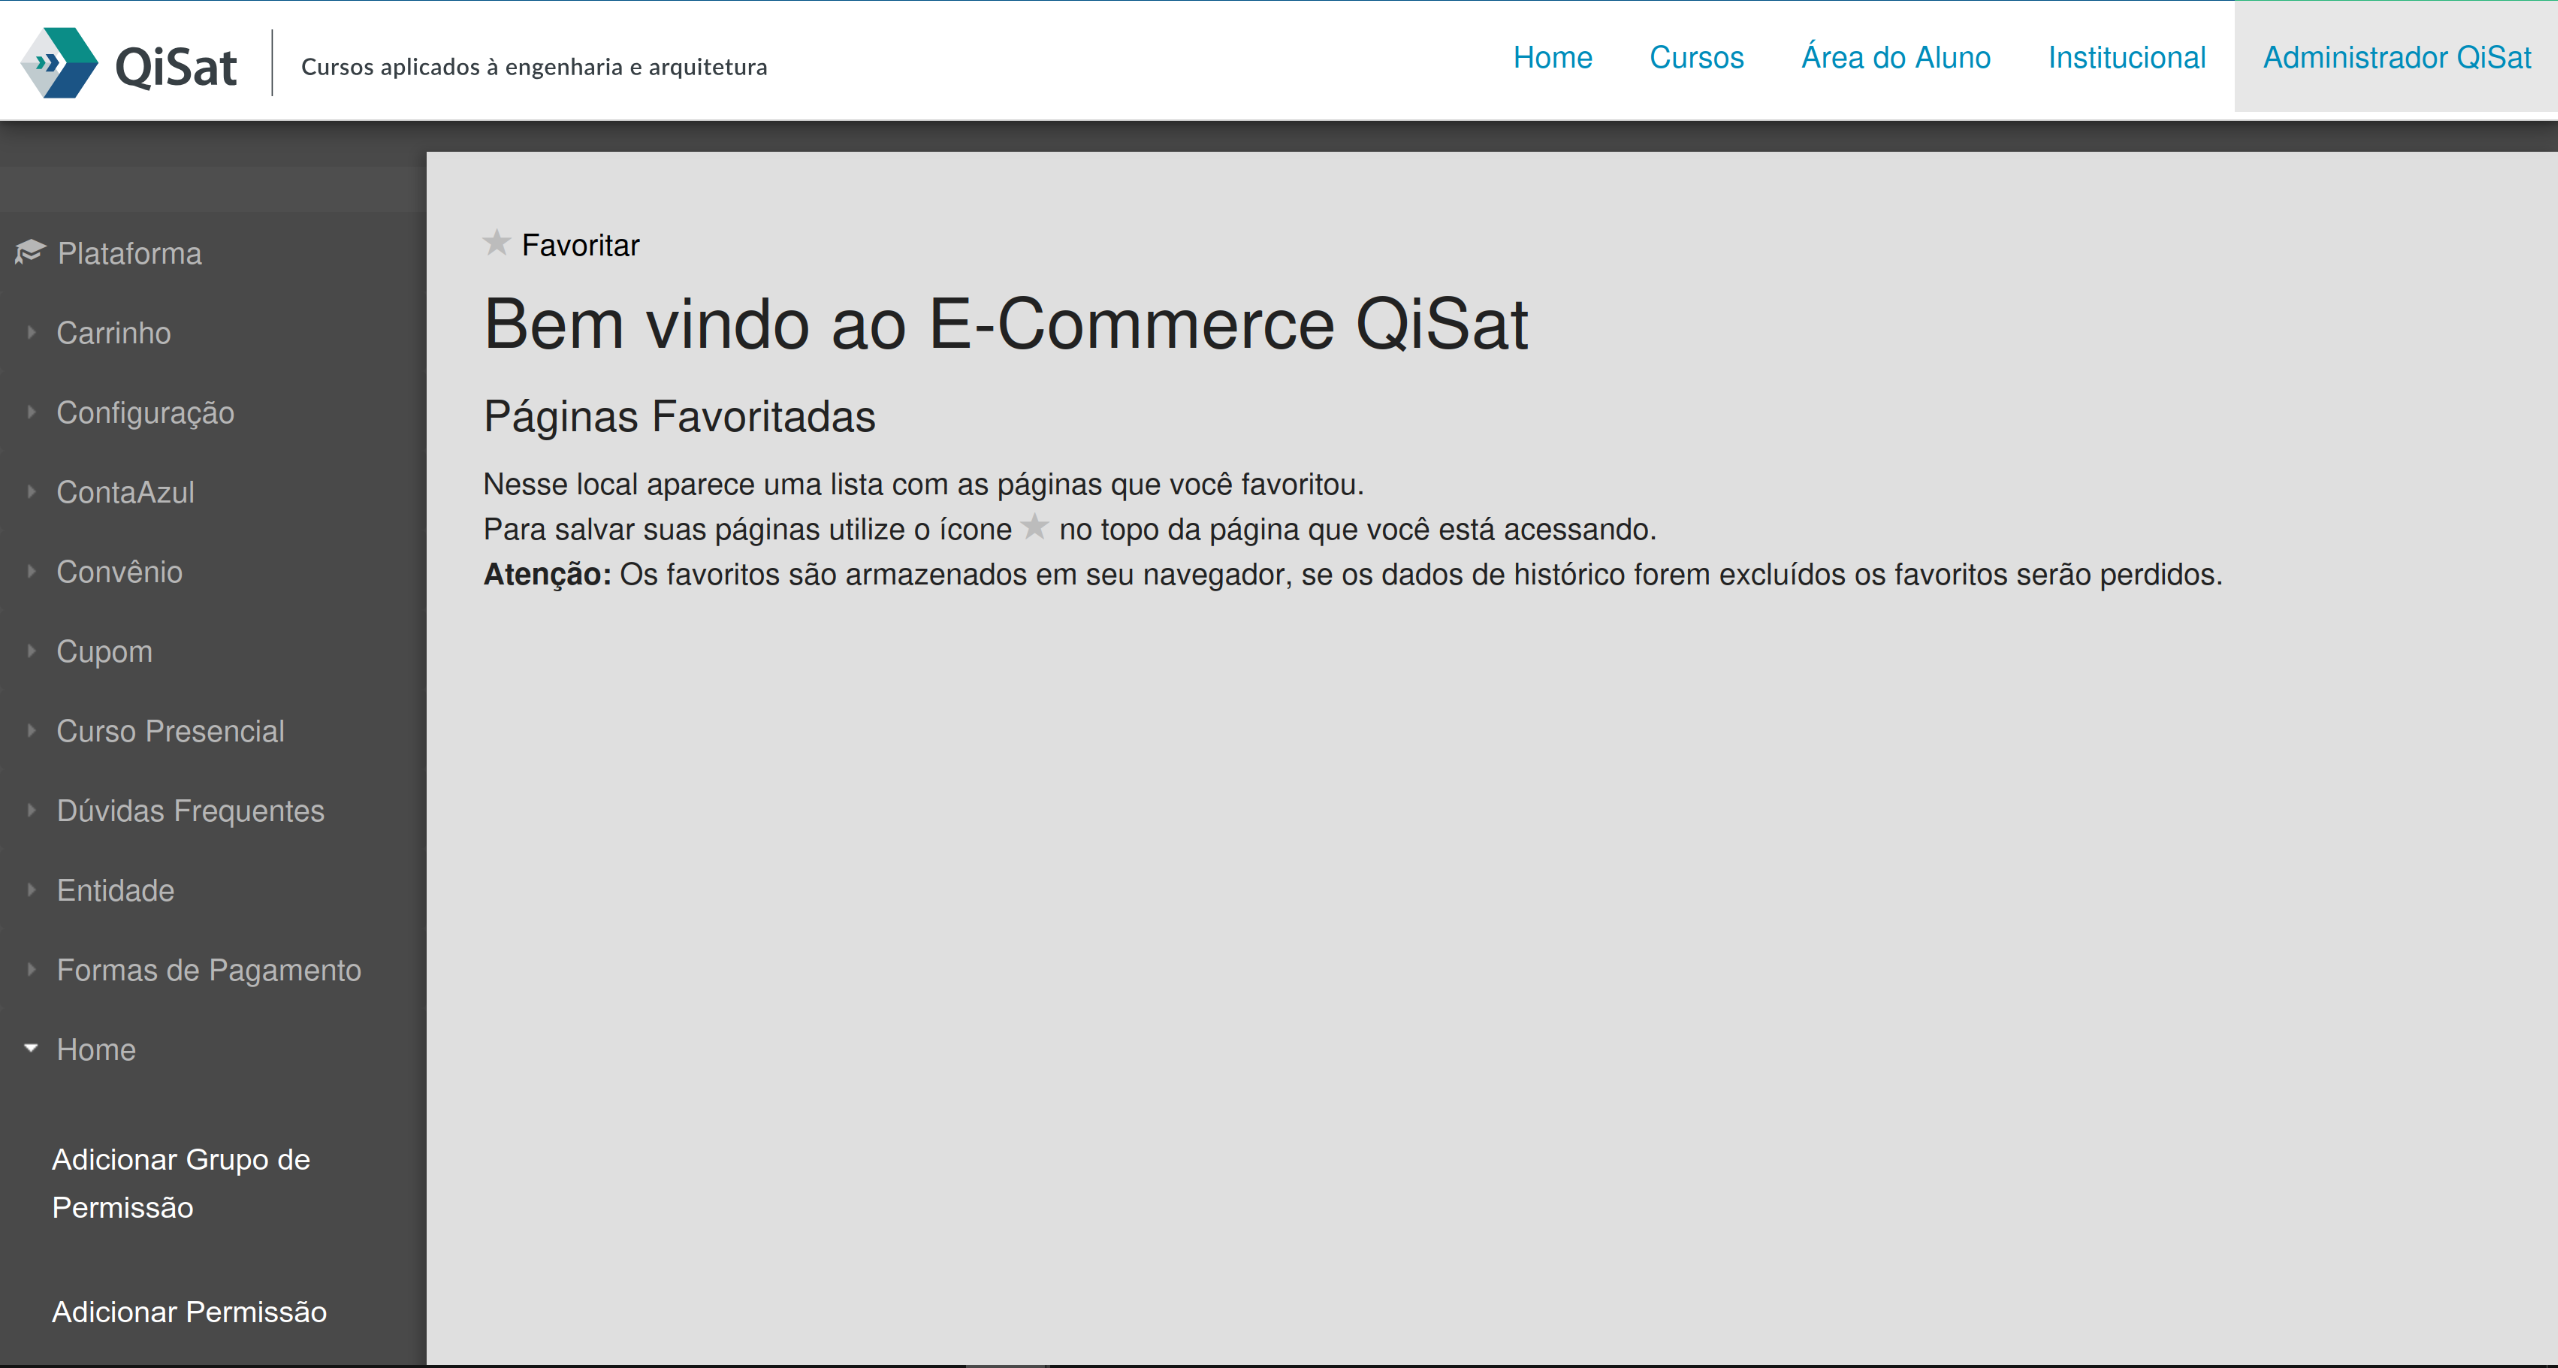 QiSat
Cursos aplicados à engenharia e arquitetura
Home
Cursos
Área do Aluno
Institucional
Administrador QiSat
Plataforma
Carrinho
Configuração
ContaAzul
Convênio
Cupom
Curso Presencial
Dúvidas Frequentes
Entidade
Formas de Pagamento
Home
Adicionar Grupo de
Permissão
Adicionar Permissão
Favoritar
Bem vindo ao E-Commerce QiSat
Páginas Favoritadas
Nesse local aparece uma lista com as páginas que você favoritou.
Para salvar suas páginas utilize o ícone ★ no topo da página que você está acessando.
Atenção: Os favoritos são armazenados em seu navegador, se os dados de histórico forem excluídos os favoritos serão perdidos.